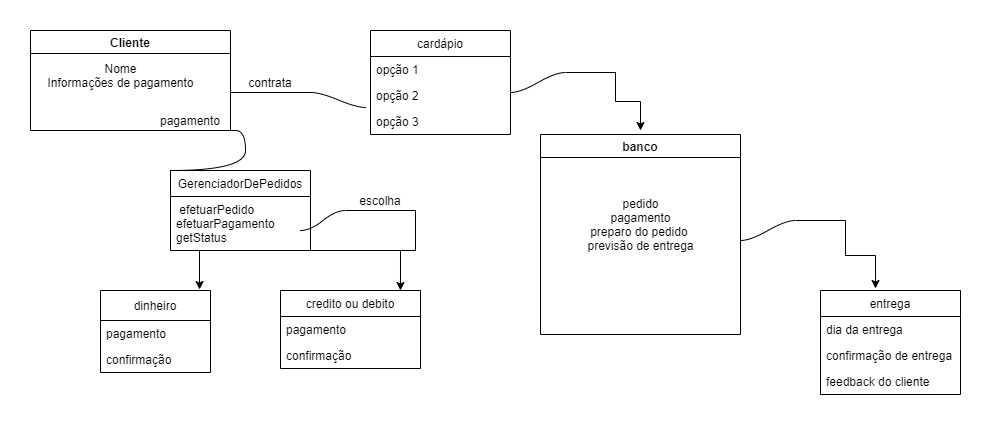 Cliente
Nome
Informações de pagamento
pagamento
contrata
cardápio
opção 1
opção 2
opção 3
banco
pedido
pagamento
preparo do pedido
previsão de entrega
GerenciadorDePedidos
efetuarPedido
efetuarPagamento
getStatus
escolha
dinheiro
pagamento
confirmação
credito ou debito
pagamento
confirmação
entrega
dia da entrega
confirmação de entrega
feedback do cliente